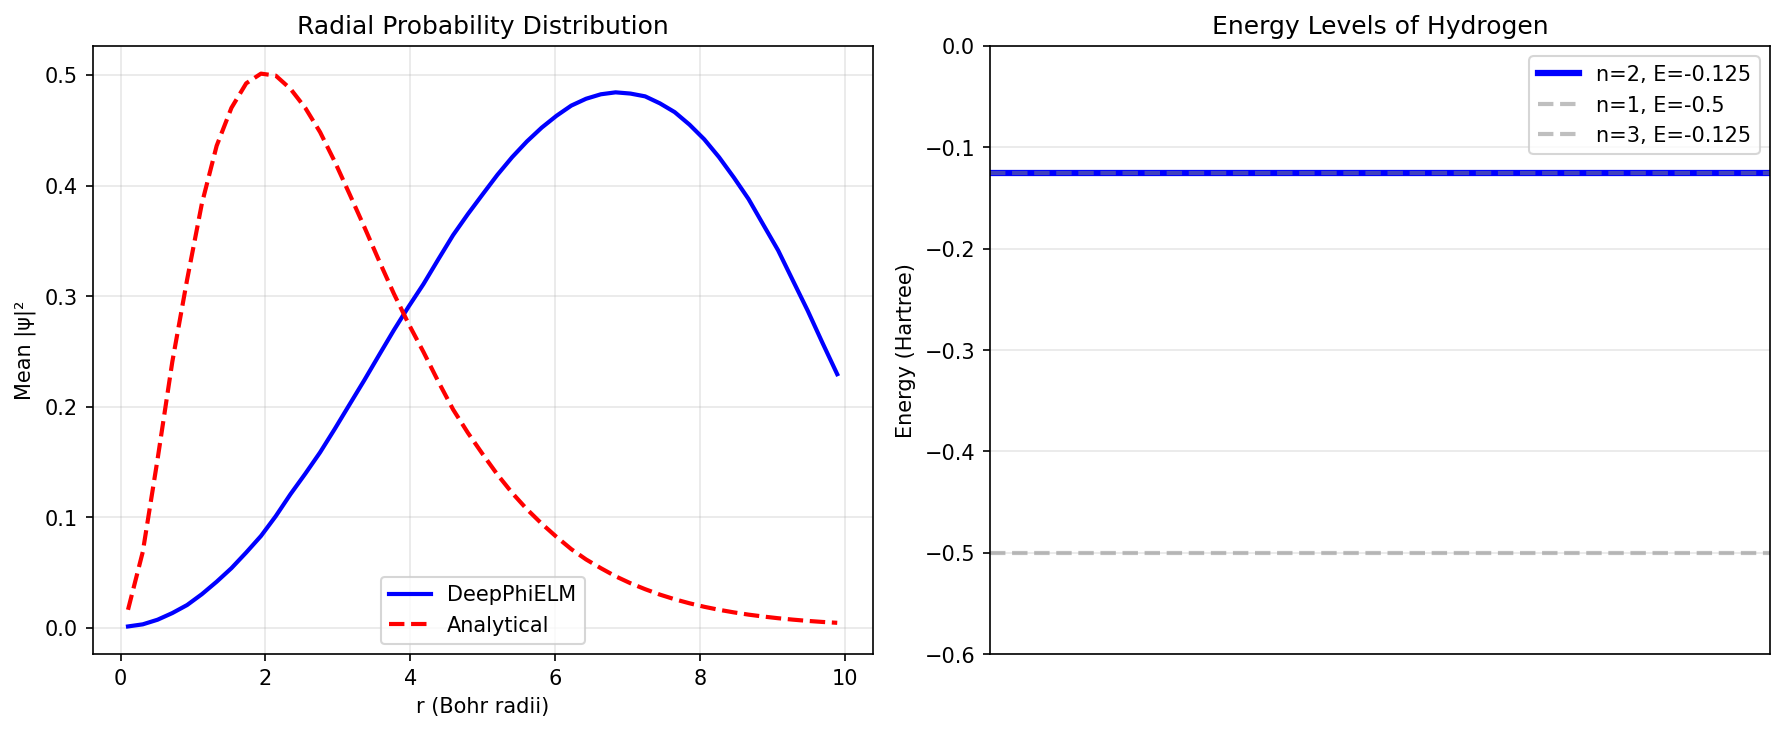 Radial Probability Distribution
Mean |ψ|²
0.5
0.4
0.3
0.2
0.1
0.0
DeepPhiELM
Analytical
0 2 4 6 8 10
r (Bohr radii)
Energy Levels of Hydrogen
Energy (Hartree)
0.0
−0.1
−0.2
−0.3
−0.4
−0.5
−0.6
n=2, E=-0.125
n=1, E=-0.5
n=3, E=-0.125